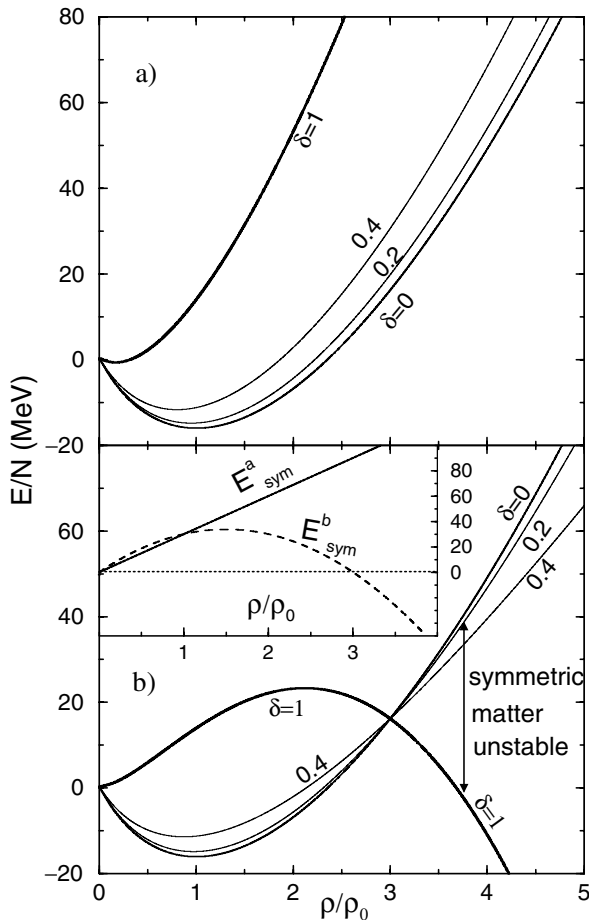 80
a)
60
δ=1
40
0.4
0.2
20
δ=0
0
E/N (MeV)
−20
E^a_sym
80
δ=0
60
60
0.2
E^b_sym
40
0.4
20
40
0
ρ/ρ₀
1 2 3
symmetric
20
b)
δ=1
matter
unstable
0.4
0
δ=1
−20
0 1 2 3 4 5
ρ/ρ₀